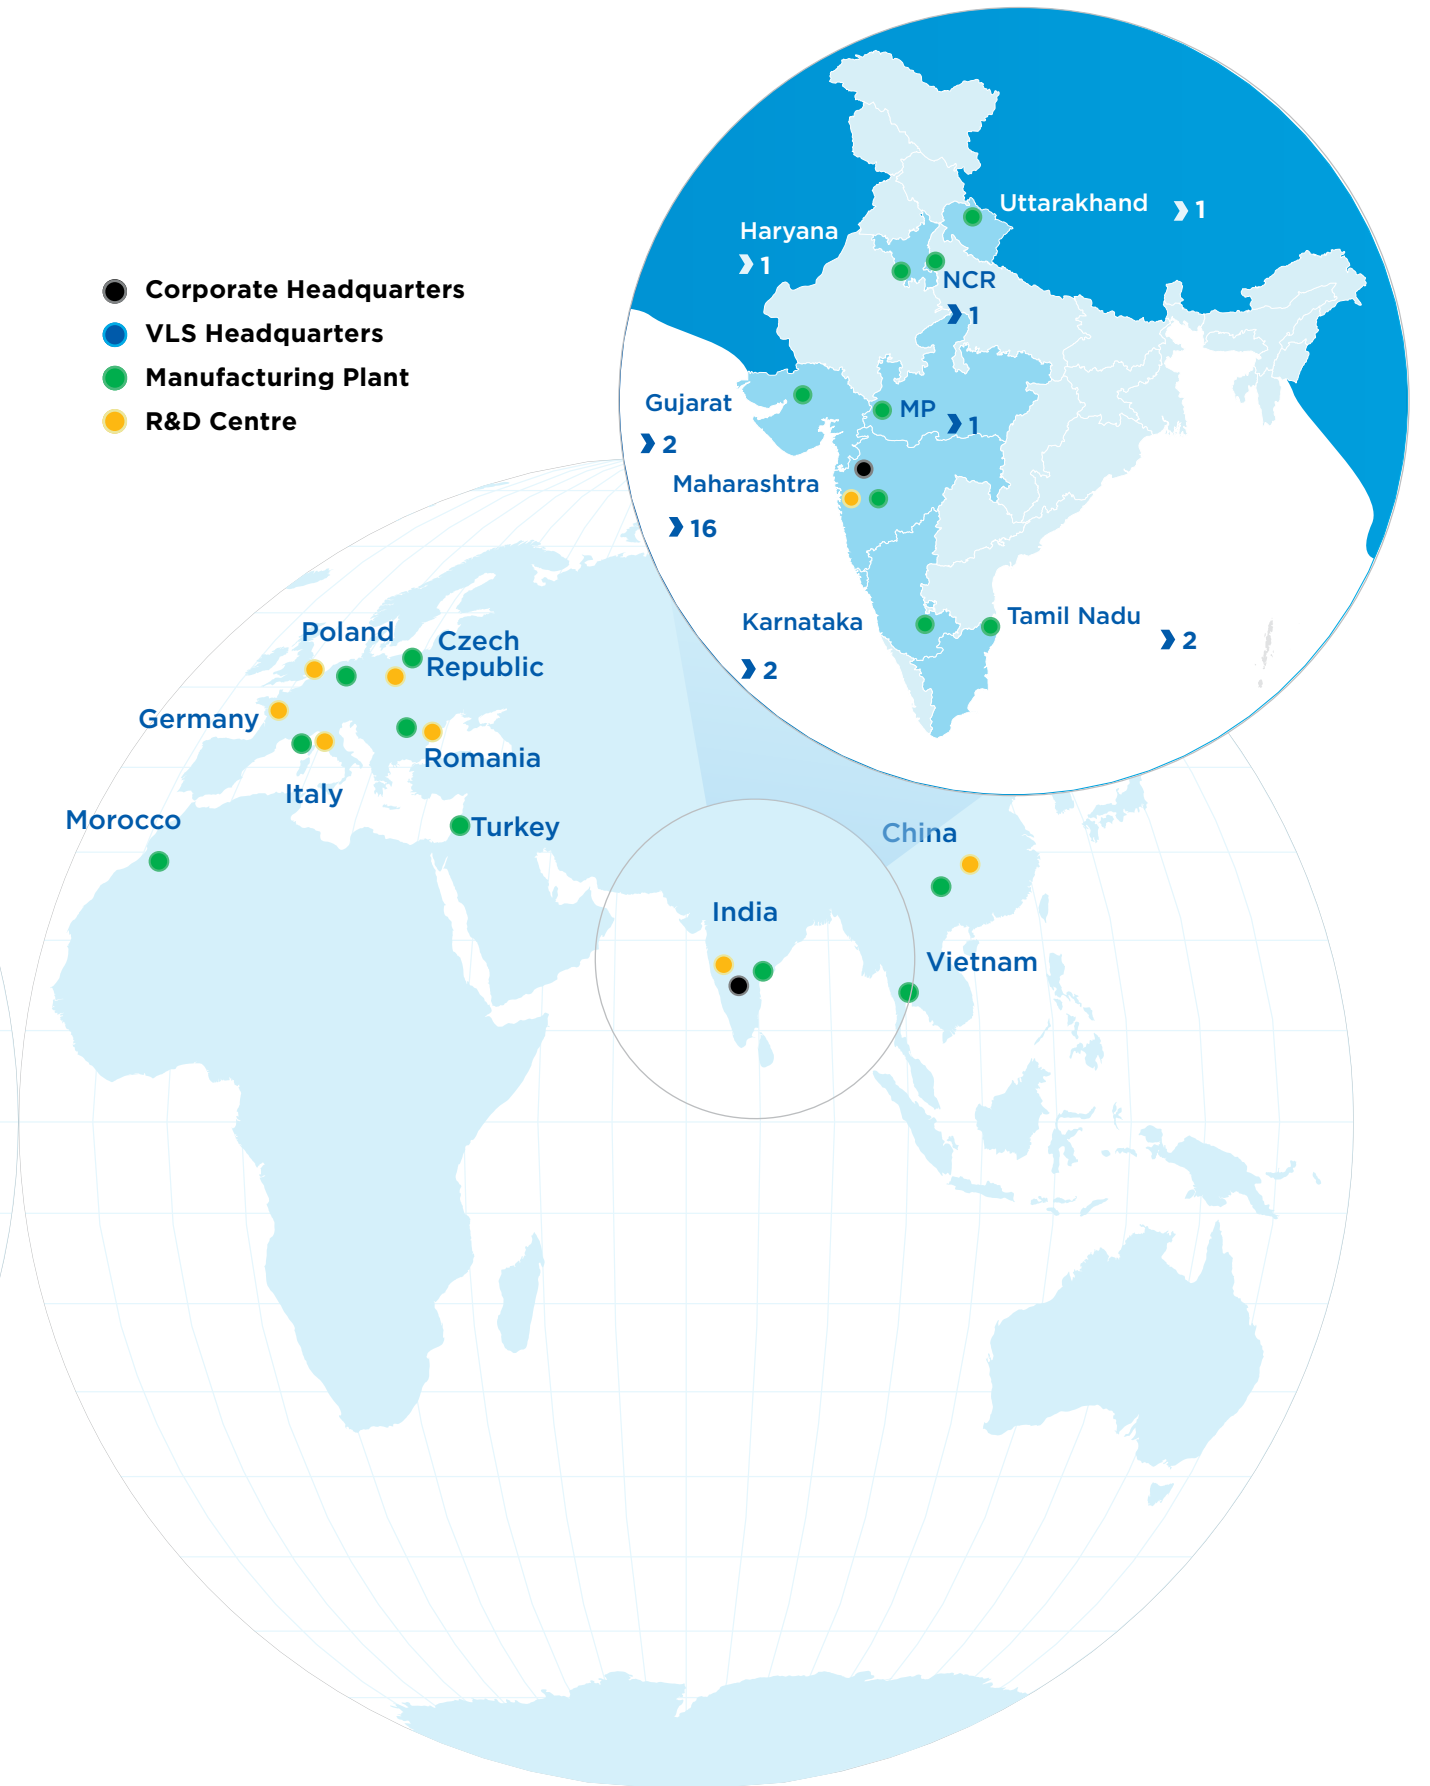 Corporate Headquarters
VLS Headquarters
Manufacturing Plant
R&D Centre
Uttarakhand
1
Haryana
1
NCR
1
Gujarat
2
MP
1
Maharashtra
16
Karnataka
2
Tamil Nadu
2
Poland
Czech
Republic
Germany
Romania
Italy
Morocco
Turkey
China
India
Vietnam